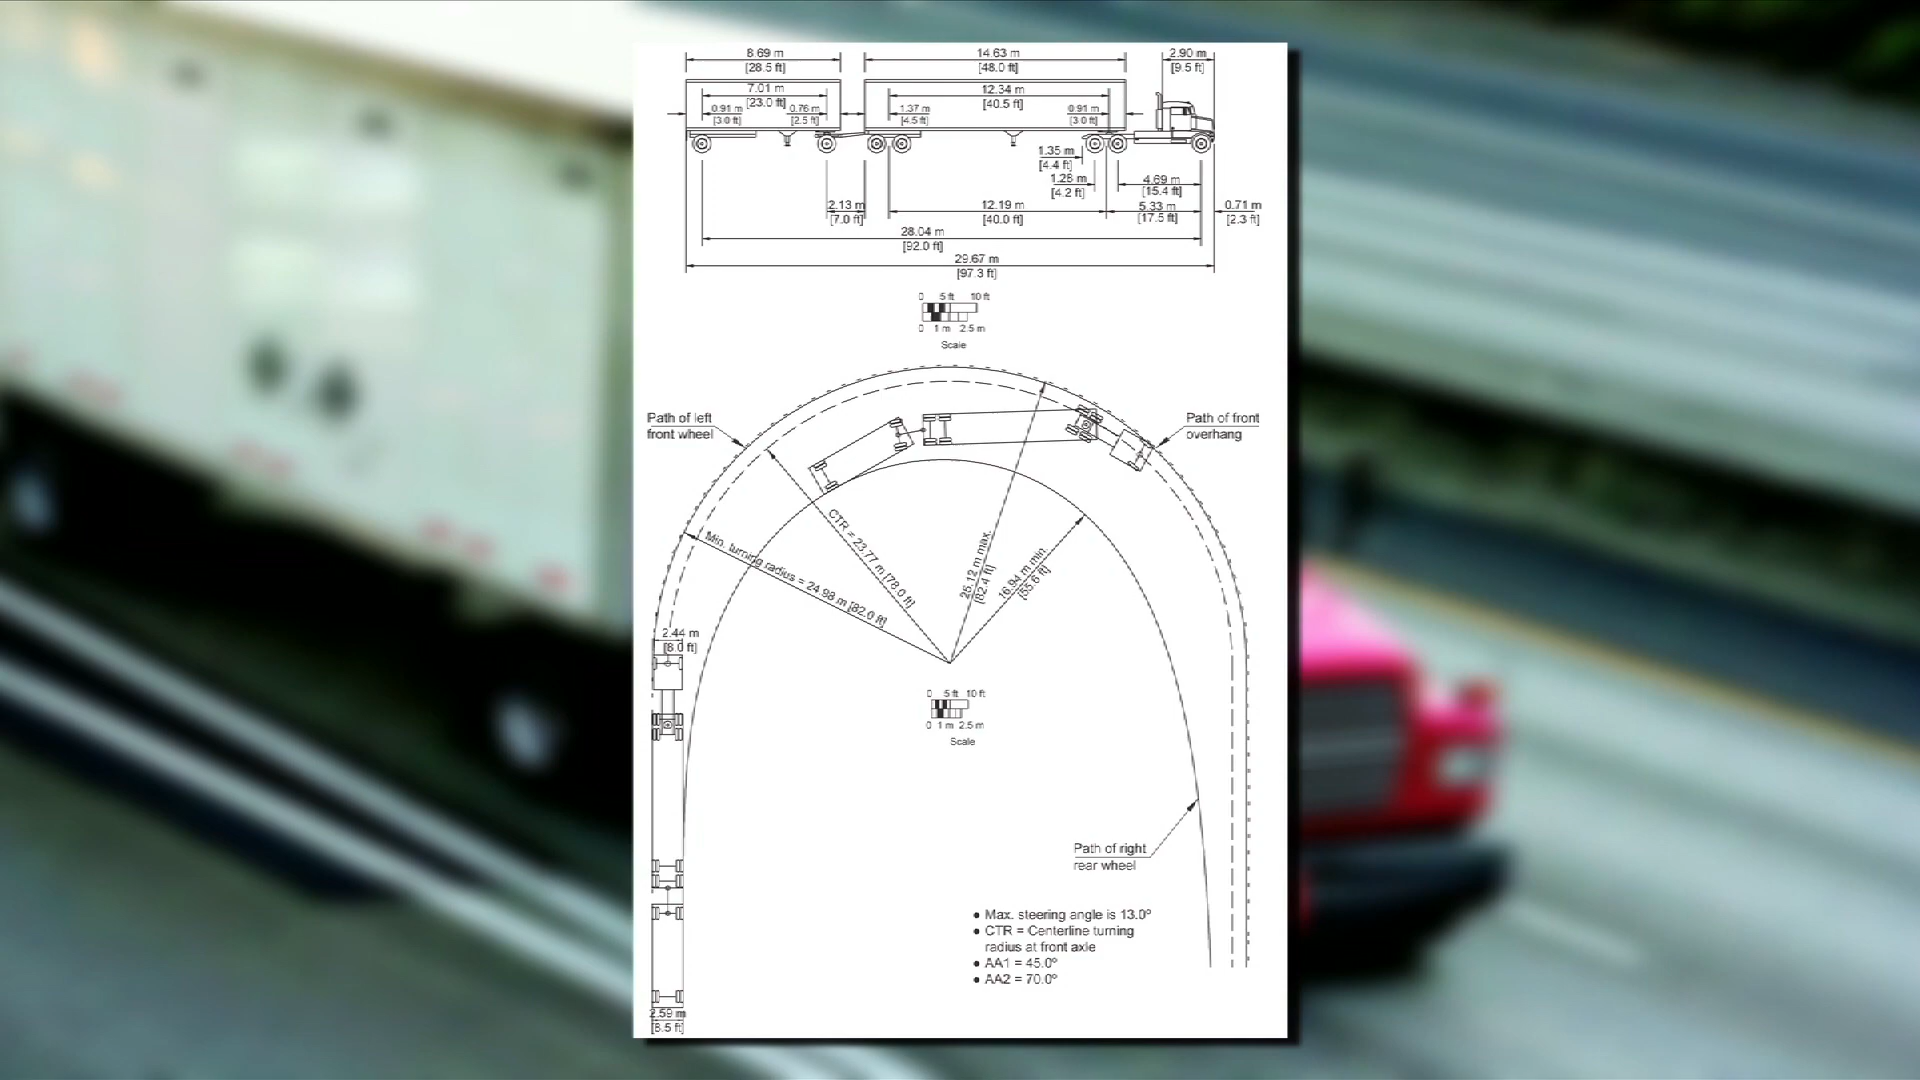 8.69 m
[28.5 ft]
14.63 m
[48.0 ft]
2.90 m
[9.5 ft]
7.01 m
[23.0 ft]
12.34 m
[40.5 ft]
0.91 m
[3.0 ft]
0.76 m
[2.5 ft]
1.37 m
[4.5 ft]
0.91 m
[3.0 ft]
1.35 m
[4.4 ft]
1.28 m
[4.2 ft]
4.69 m
[15.4 ft]
2.13 m
[7.0 ft]
12.19 m
[40.0 ft]
5.33 m
[17.5 ft]
0.71 m
[2.3 ft]
28.04 m
[92.0 ft]
29.67 m
[97.3 ft]
0 5 ft 10 ft
0 1 m 2.5 m
Scale
Path of left
front wheel
Path of front
overhang
CTR = 23.77 m [78.0 ft]
Min. turning radius = 24.98 m [82.0 ft]
25.12 m max.
[82.4 ft]
16.94 m min.
[55.6 ft]
2.44 m
[8.0 ft]
0 5 ft 10 ft
0 1 m 2.5 m
Scale
Path of right
rear wheel
• Max. steering angle is 13.0°
• CTR = Centerline turning
radius at front axle
• AA1 = 45.0°
• AA2 = 70.0°
2.59 m
[8.5 ft]